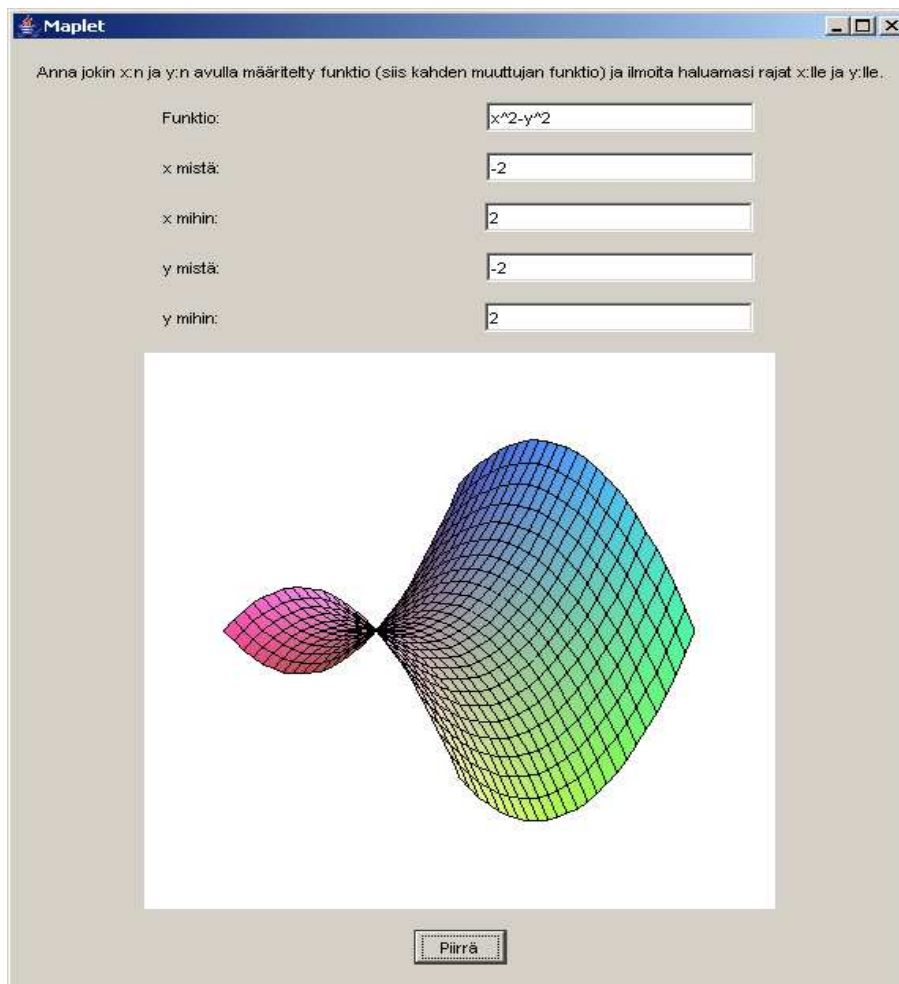 Maplet
Anna jokin x:n ja y:n avulla määritelty funktio (siis kahden muuttujan funktio) ja ilmoita haluamasi rajat x:lle ja y:lle.
Funktio: x^2-y^2
x mistä: -2
x mihin: 2
y mistä: -2
y mihin: 2
Piirrä